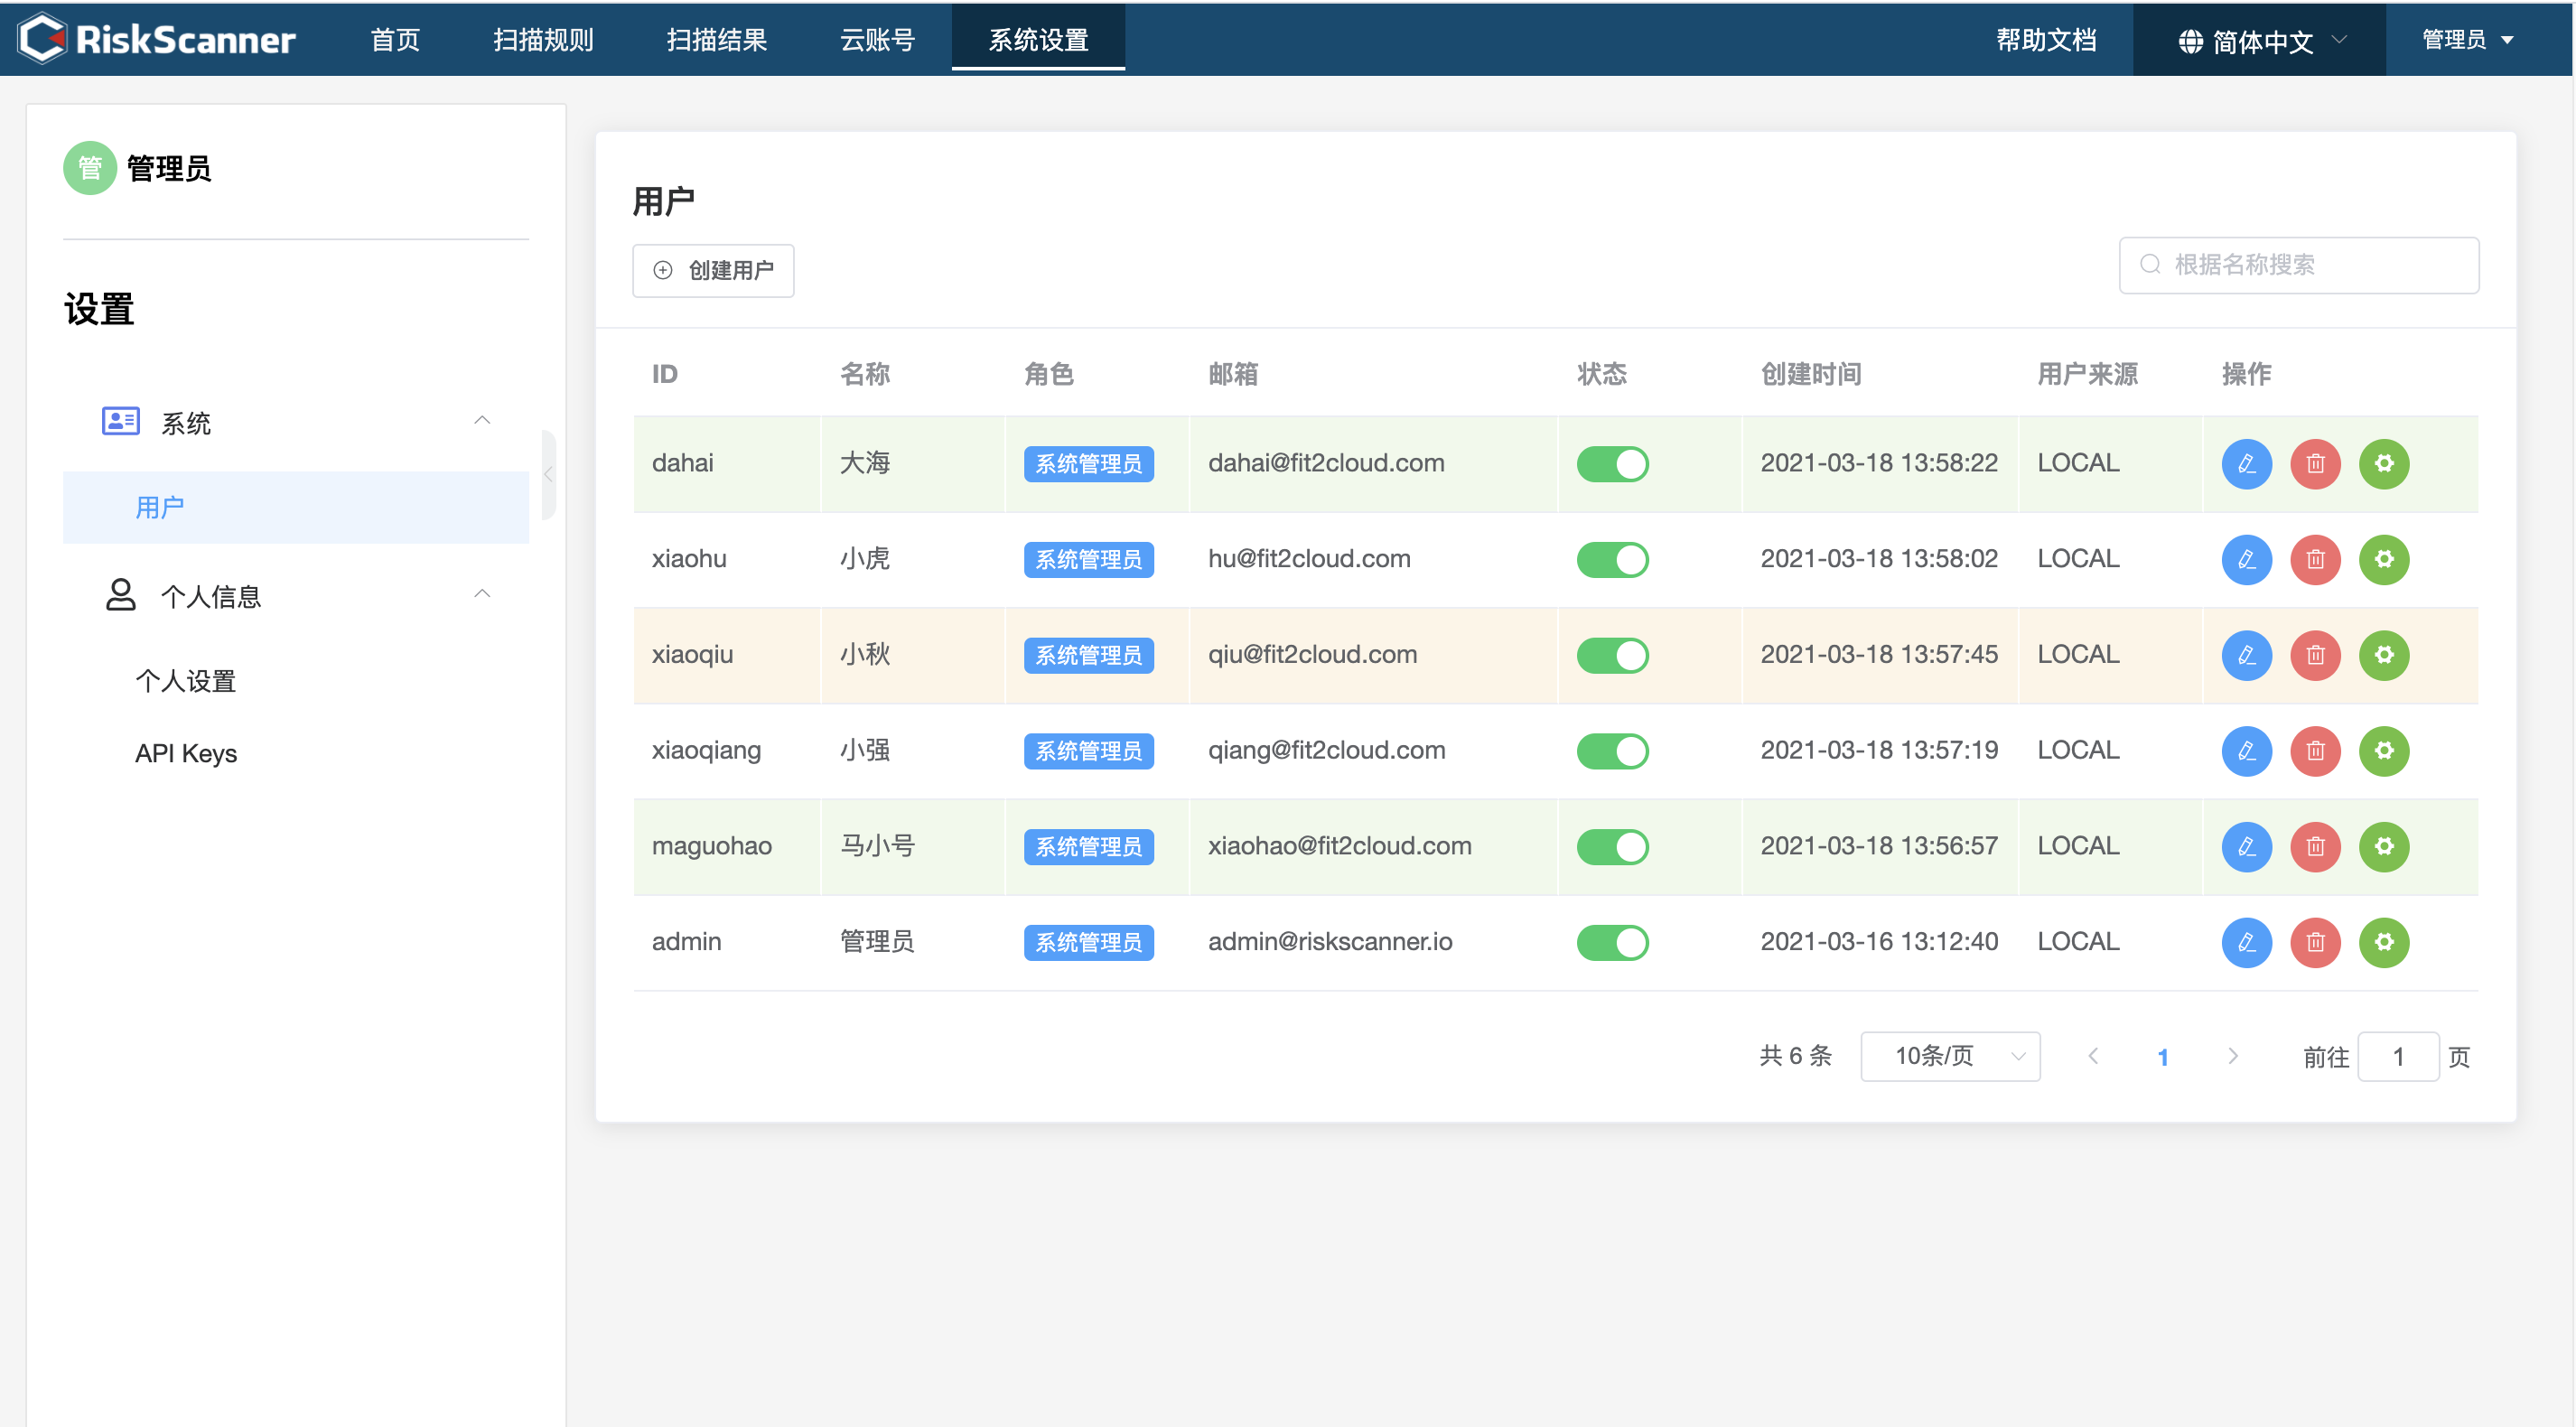 RiskScanner 首页 扫描规则 扫描结果 云账号 系统设置 帮助文档 简体中文 管理员
管 管理员
设置
系统
用户
个人信息
个人设置
API Keys
用户
创建用户
根据名称搜索
ID 名称 角色 邮箱 状态 创建时间 用户来源 操作
dahai 大海 系统管理员 dahai@fit2cloud.com 2021-03-18 13:58:22 LOCAL
xiaohu 小虎 系统管理员 hu@fit2cloud.com 2021-03-18 13:58:02 LOCAL
xiaoqiu 小秋 系统管理员 qiu@fit2cloud.com 2021-03-18 13:57:45 LOCAL
xiaoqiang 小强 系统管理员 qiang@fit2cloud.com 2021-03-18 13:57:19 LOCAL
maguohao 马小号 系统管理员 xiaohao@fit2cloud.com 2021-03-18 13:56:57 LOCAL
admin 管理员 系统管理员 admin@riskscanner.io 2021-03-16 13:12:40 LOCAL
共 6 条 10条/页 1 前往 1 页